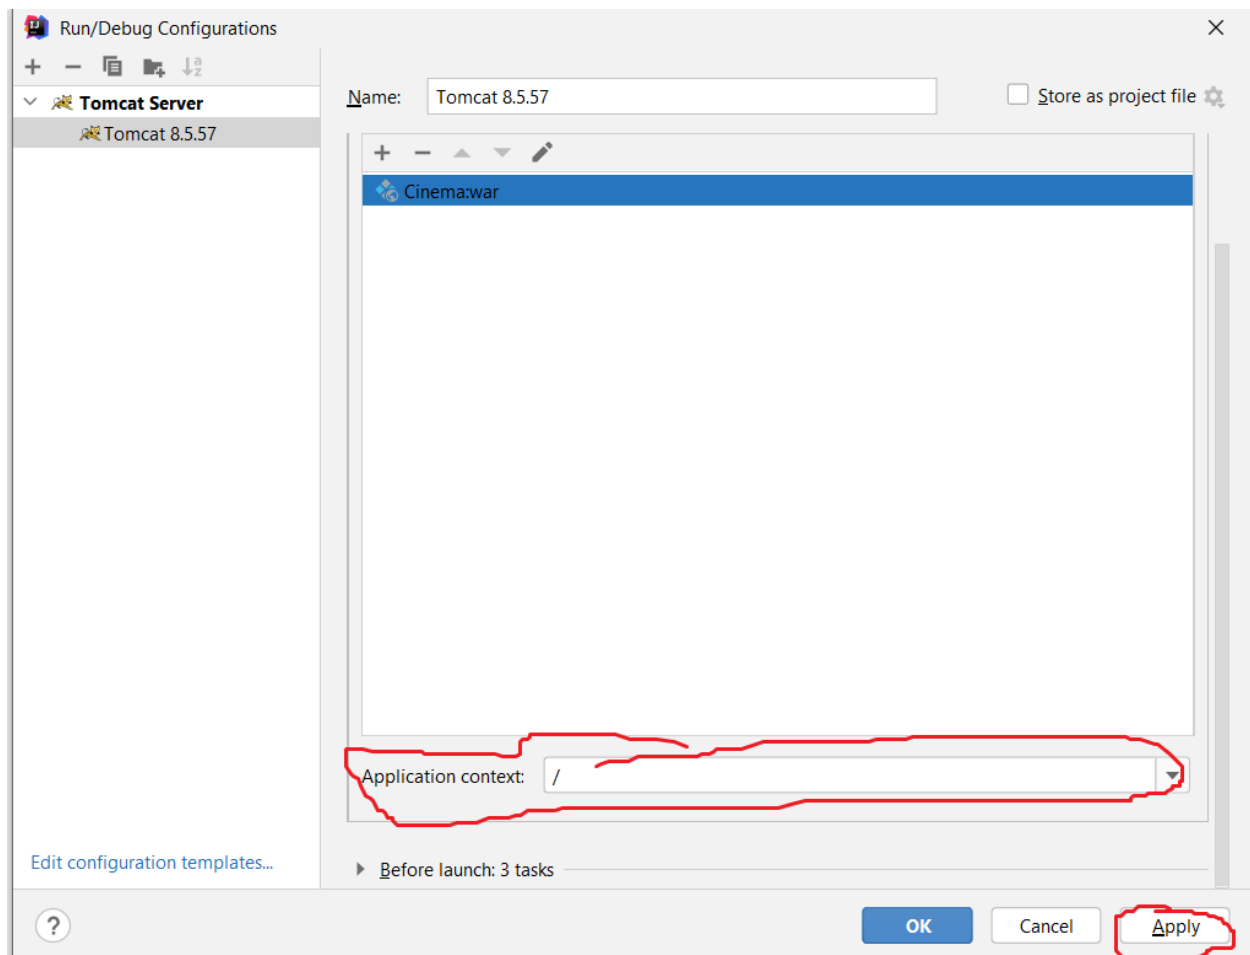 Run/Debug Configurations
Tomcat Server
Tomcat 8.5.57
Name: Tomcat 8.5.57
Store as project file
Cinema:war
Application context: /
Edit configuration templates...
Before launch: 3 tasks
? OK Cancel Apply